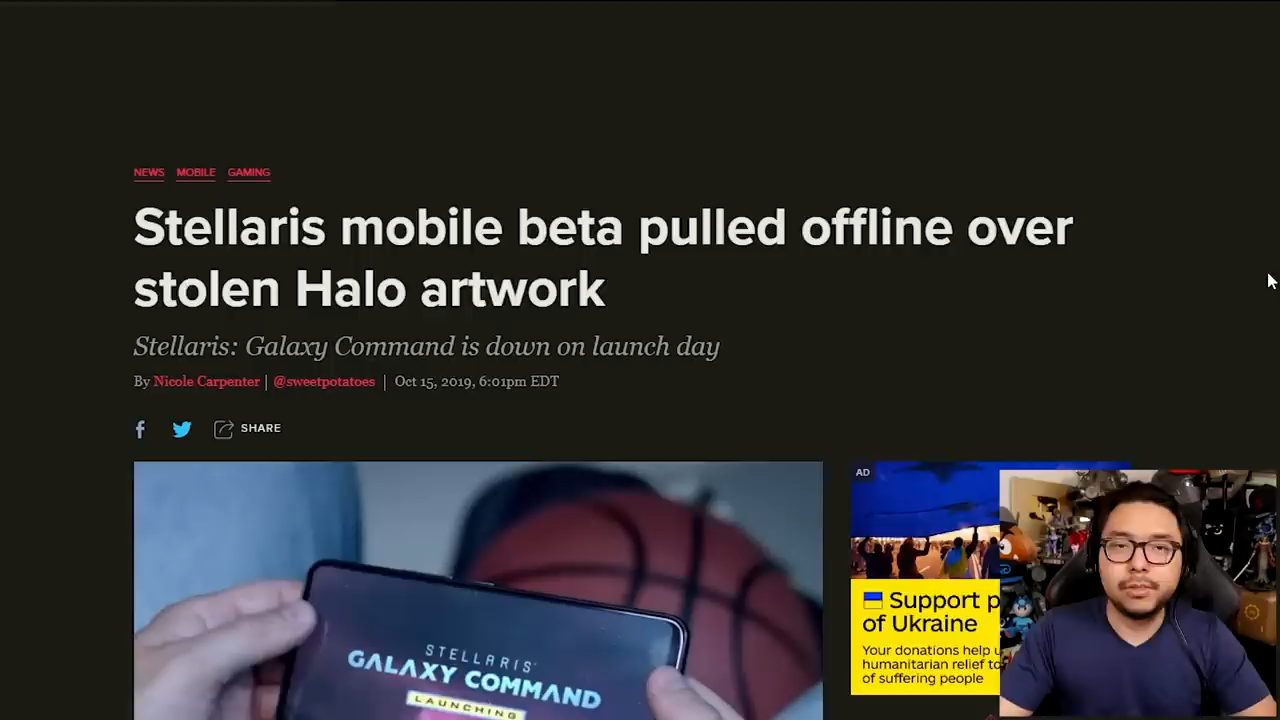 NEWS MOBILE GAMING
Stellaris mobile beta pulled offline over
stolen Halo artwork
Stellaris: Galaxy Command is down on launch day
By Nicole Carpenter | @sweetpotatoes | Oct 15, 2019, 6:01pm EDT
SHARE
STELLARIS
GALAXY COMMAND
LAUNCHING
AD
Support p
of Ukraine
Your donations help
humanitarian relief to
of suffering people